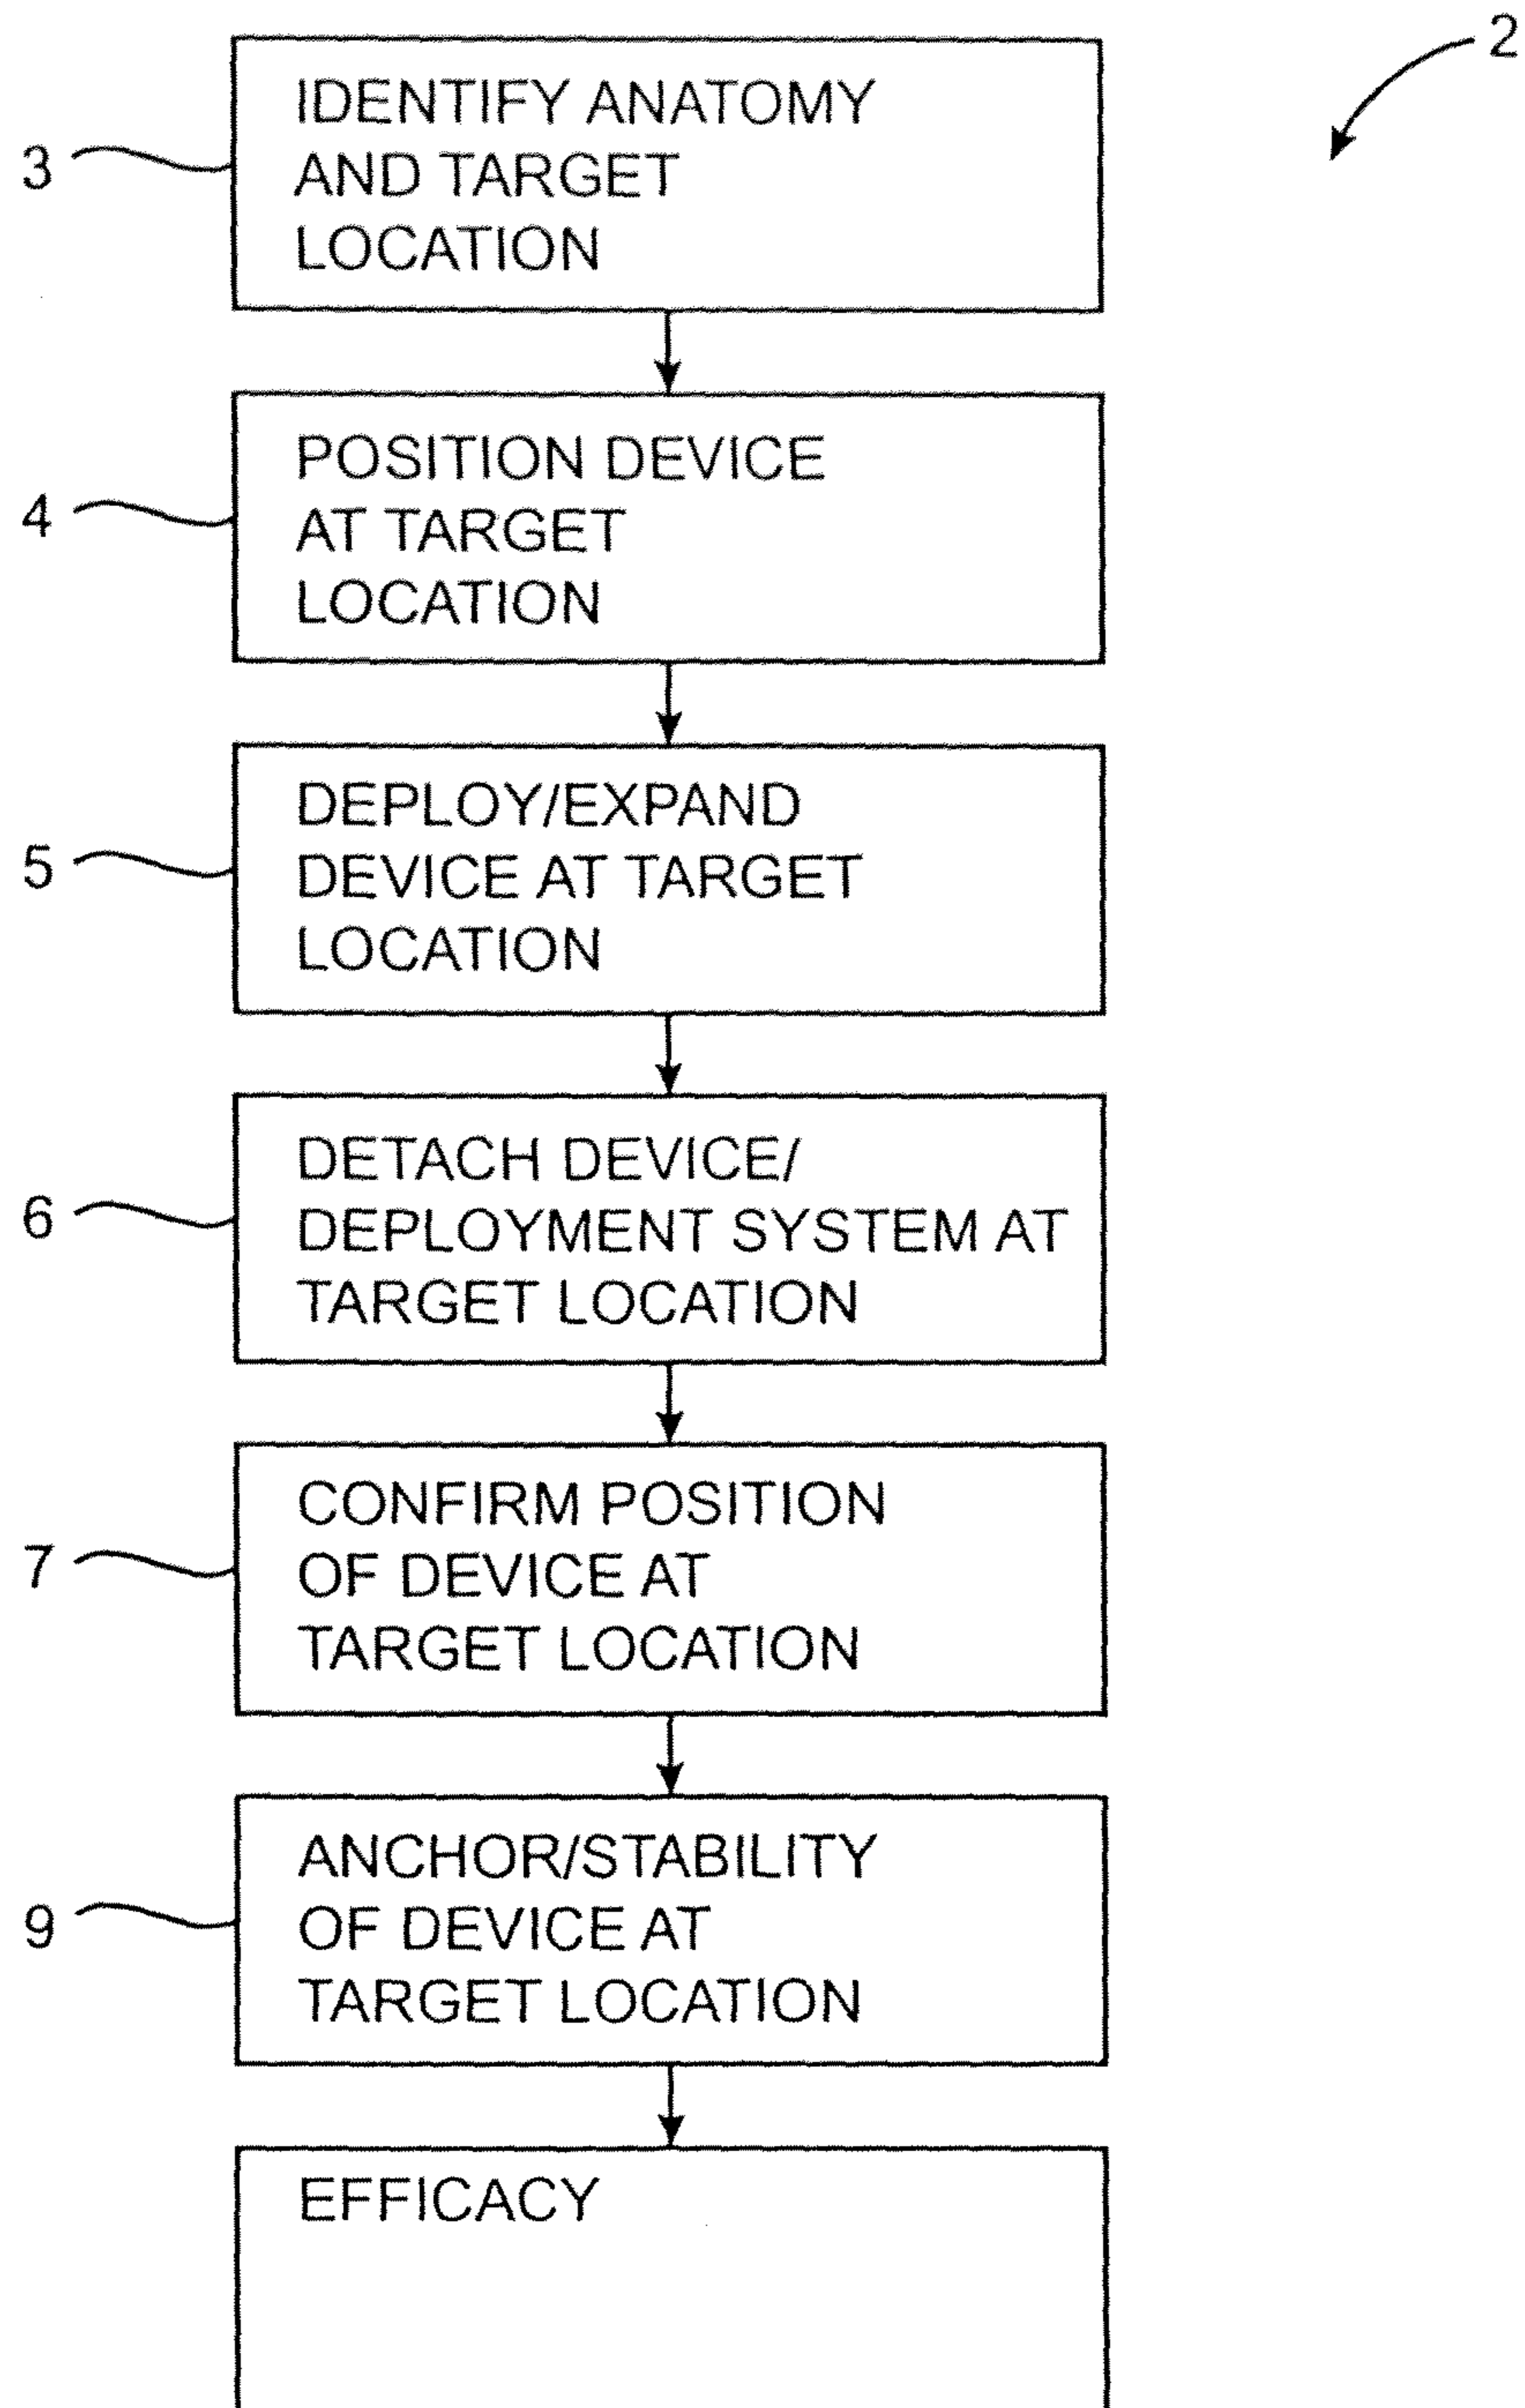 2
3
IDENTIFY ANATOMY
AND TARGET
LOCATION
4
POSITION DEVICE
AT TARGET
LOCATION
5
DEPLOY/EXPAND
DEVICE AT TARGET
LOCATION
6
DETACH DEVICE/
DEPLOYMENT SYSTEM AT
TARGET LOCATION
7
CONFIRM POSITION
OF DEVICE AT
TARGET LOCATION
9
ANCHOR/STABILITY
OF DEVICE AT
TARGET LOCATION
EFFICACY